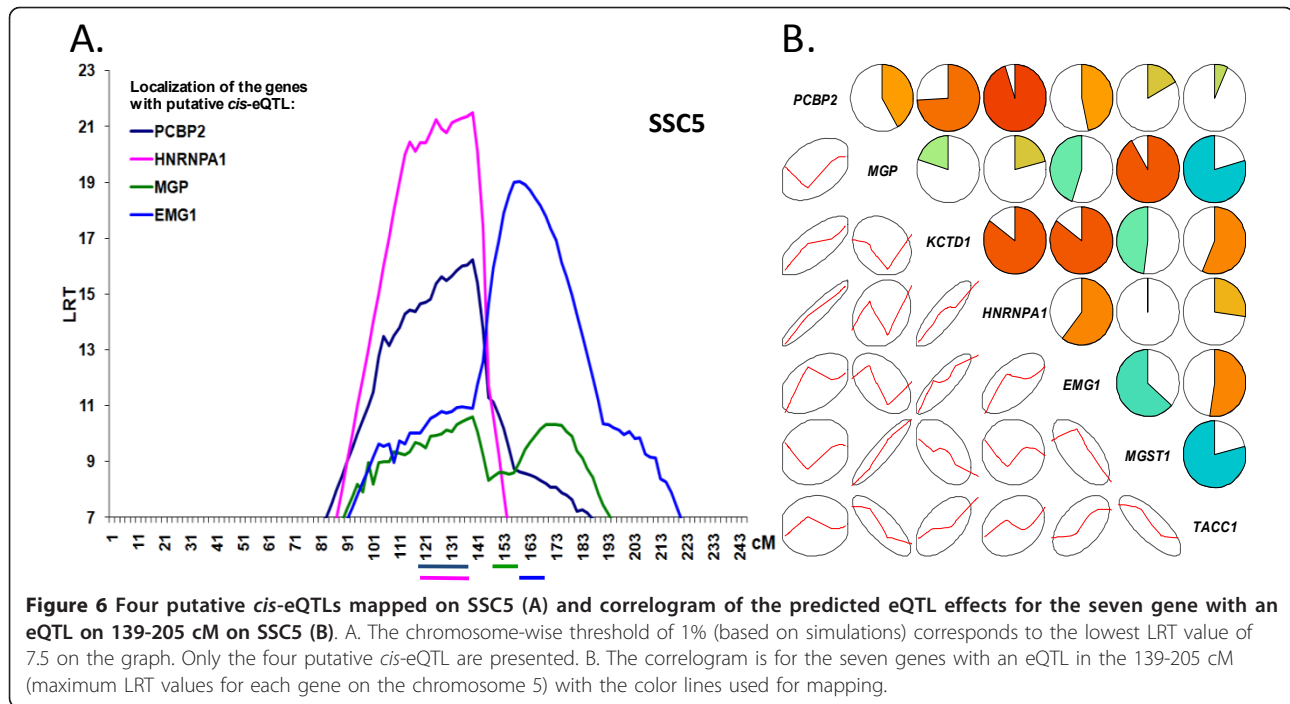 A.
B.
23
21
19
17
15
13
11
9
7
LRT
Localization of the genes
with putative cis-eQTL:
PCBP2
HNRNPA1
MGP
EMG1
SSC5
1 11 21 31 41 51 61 71 81 91 101 111 121 131 141 153 163 173 183 193 203 213 223 233 243 cM
PCBP2
MGP
KCTD1
HNRNPA1
EMG1
MGST1
TACC1
Figure 6 Four putative cis-eQTLs mapped on SSC5 (A) and correlogram of the predicted eQTL effects for the seven gene with an
eQTL on 139-205 cM on SSC5 (B). A. The chromosome-wise threshold of 1% (based on simulations) corresponds to the lowest LRT value of
7.5 on the graph. Only the four putative cis-eQTL are presented. B. The correlogram is for the seven genes with an eQTL in the 139-205 cM
(maximum LRT values for each gene on the chromosome 5) with the color lines used for mapping.